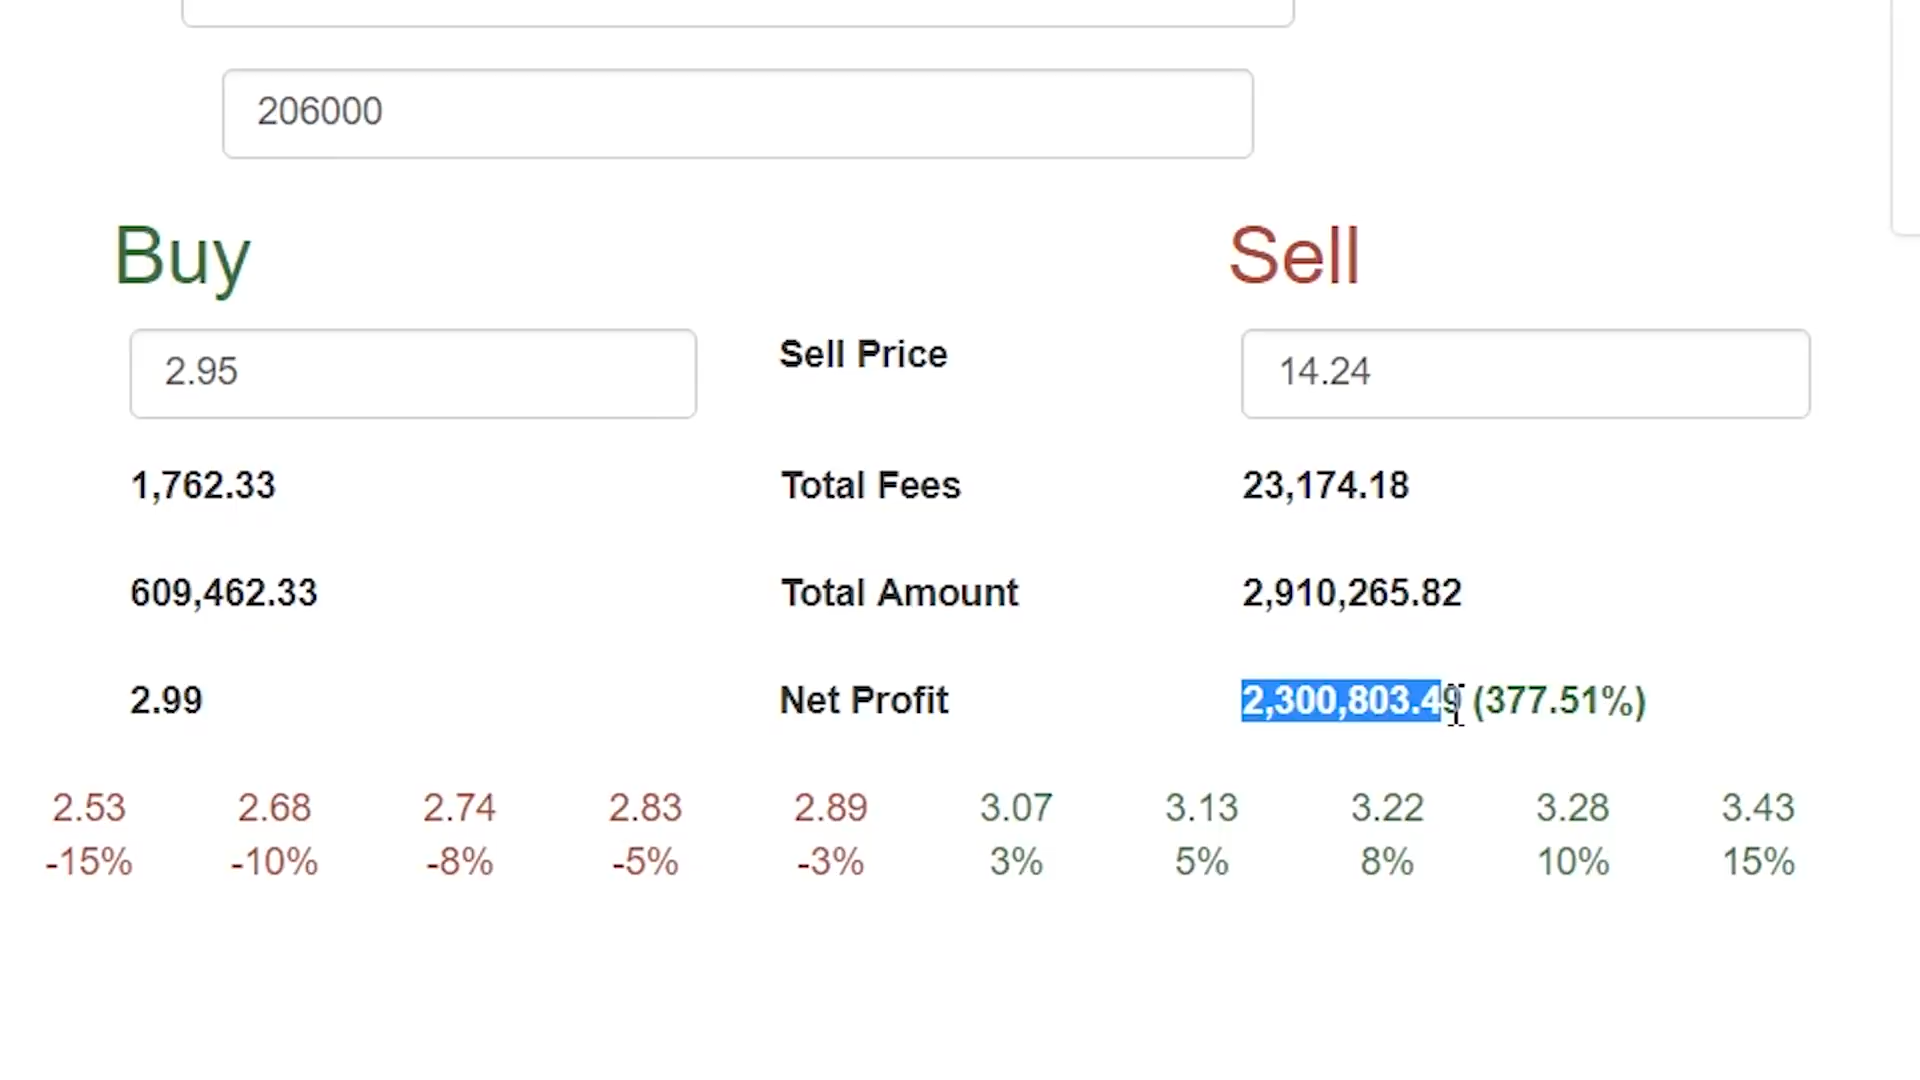 206000
Buy Sell
2.95 Sell Price 14.24
1,762.33 Total Fees 23,174.18
609,462.33 Total Amount 2,910,265.82
2.99 Net Profit 2,300,803.49 (377.51%)
2.53 2.68 2.74 2.83 2.89 3.07 3.13 3.22 3.28 3.43
-15% -10% -8% -5% -3% 3% 5% 8% 10% 15%